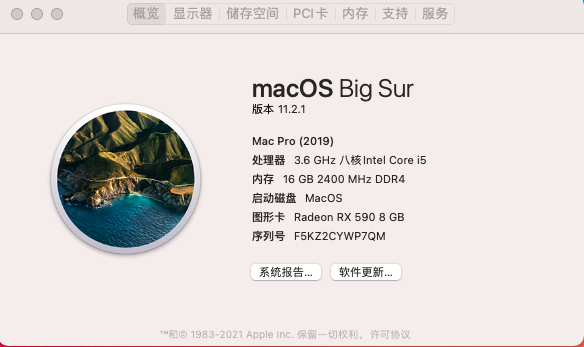 概览 显示器 储存空间 PCI卡 内存 支持 服务
macOS Big Sur
版本 11.2.1
Mac Pro (2019)
处理器 3.6 GHz 八核Intel Core i5
内存 16 GB 2400 MHz DDR4
启动磁盘 MacOS
图形卡 Radeon RX 590 8 GB
序列号 F5KZ2CYWP7QM
系统报告... 软件更新...
™和© 1983-2021 Apple Inc. 保留一切权利。许可协议